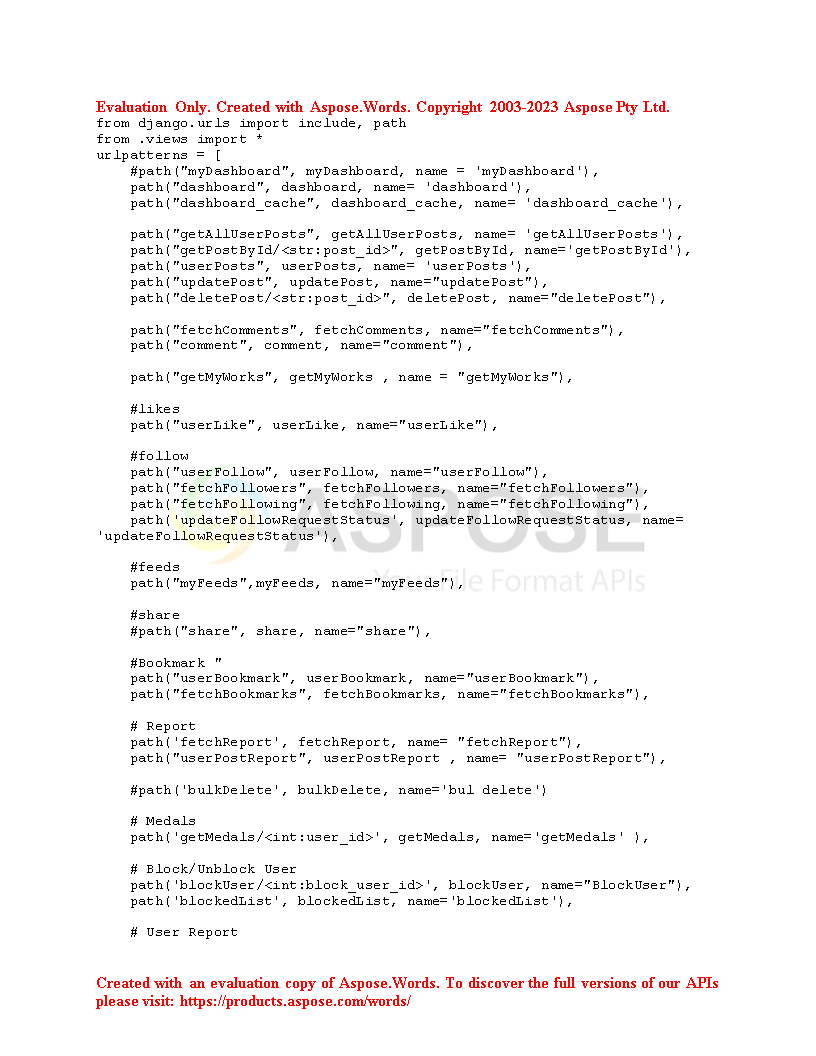 Evaluation Only. Created with Aspose.Words. Copyright 2003-2023 Aspose Pty Ltd.
from django.urls import include, path
from .views import *
urlpatterns = [
    #path("myDashboard", myDashboard, name = 'myDashboard'),
    path("dashboard", dashboard, name= 'dashboard'),
    path("dashboard_cache", dashboard_cache, name= 'dashboard_cache'),

    path("getAllUserPosts", getAllUserPosts, name= 'getAllUserPosts'),
    path("getPostById/<str:post_id>", getPostById, name='getPostById'),
    path("userPosts", userPosts, name= 'userPosts'),
    path("updatePost", updatePost, name="updatePost"),
    path("deletePost/<str:post_id>", deletePost, name="deletePost"),

    path("fetchComments", fetchComments, name="fetchComments"),
    path("comment", comment, name="comment"),

    path("getMyWorks", getMyWorks , name = "getMyWorks"),

    #likes
    path("userLike", userLike, name="userLike"),

    #follow
    path("userFollow", userFollow, name="userFollow"),
    path("fetchFollowers", fetchFollowers, name="fetchFollowers"),
    path("fetchFollowing", fetchFollowing, name="fetchFollowing"),
    path('updateFollowRequestStatus', updateFollowRequestStatus, name=
'updateFollowRequestStatus'),
ASPOSE
Your File Format APIs

    #feeds
    path("myFeeds",myFeeds, name="myFeeds"),

    #share
    #path("share", share, name="share"),

    #Bookmark "
    path("userBookmark", userBookmark, name="userBookmark"),
    path("fetchBookmarks", fetchBookmarks, name="fetchBookmarks"),

    # Report
    path('fetchReport', fetchReport, name= "fetchReport"),
    path("userPostReport", userPostReport , name= "userPostReport"),

    #path('bulkDelete', bulkDelete, name='bul delete')

    # Medals
    path('getMedals/<int:user_id>', getMedals, name='getMedals' ),

    # Block/Unblock User
    path('blockUser/<int:block_user_id>', blockUser, name="BlockUser"),
    path('blockedList', blockedList, name='blockedList'),

    # User Report

Created with an evaluation copy of Aspose.Words. To discover the full versions of our APIs
please visit: https://products.aspose.com/words/